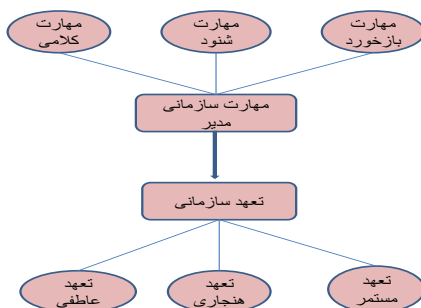 مهارت بازخورد
مهارت شنود
مهارت کلامی
مهارت سازمانی
مدیر
تعهد سازمانی
تعهد مستمر
تعهد هنجاری
تعهد عاطفی